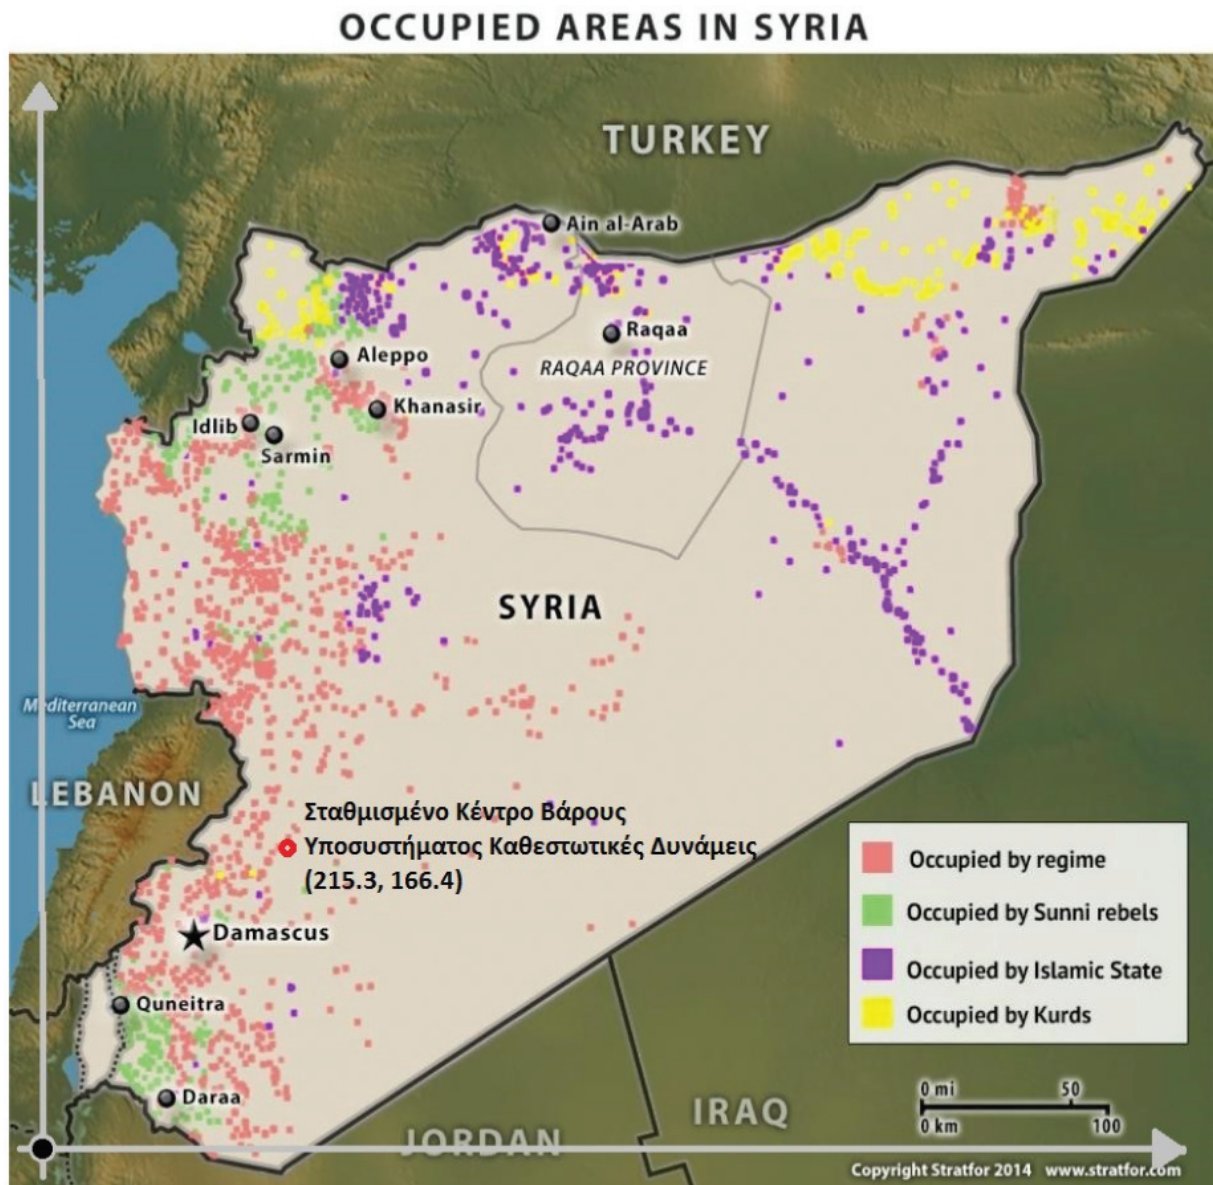 OCCUPIED AREAS IN SYRIA
TURKEY
Ain al-Arab
Raqaa
RAQAA PROVINCE
Aleppo
Khanasir
Idlib
Sarmin
SYRIA
Mediterranean
Sea
LEBANON
Σταθμισμένο Κέντρο Βάρους
Υποσυστήματος Καθεστωτικές Δυνάμεις
(215.3, 166.4)
Damascus
Quneitra
Daraa
Occupied by regime
Occupied by Sunni rebels
Occupied by Islamic State
Occupied by Kurds
0 mi 50
0 km 100
IRAQ
JORDAN
Copyright Stratfor 2014 www.stratfor.com